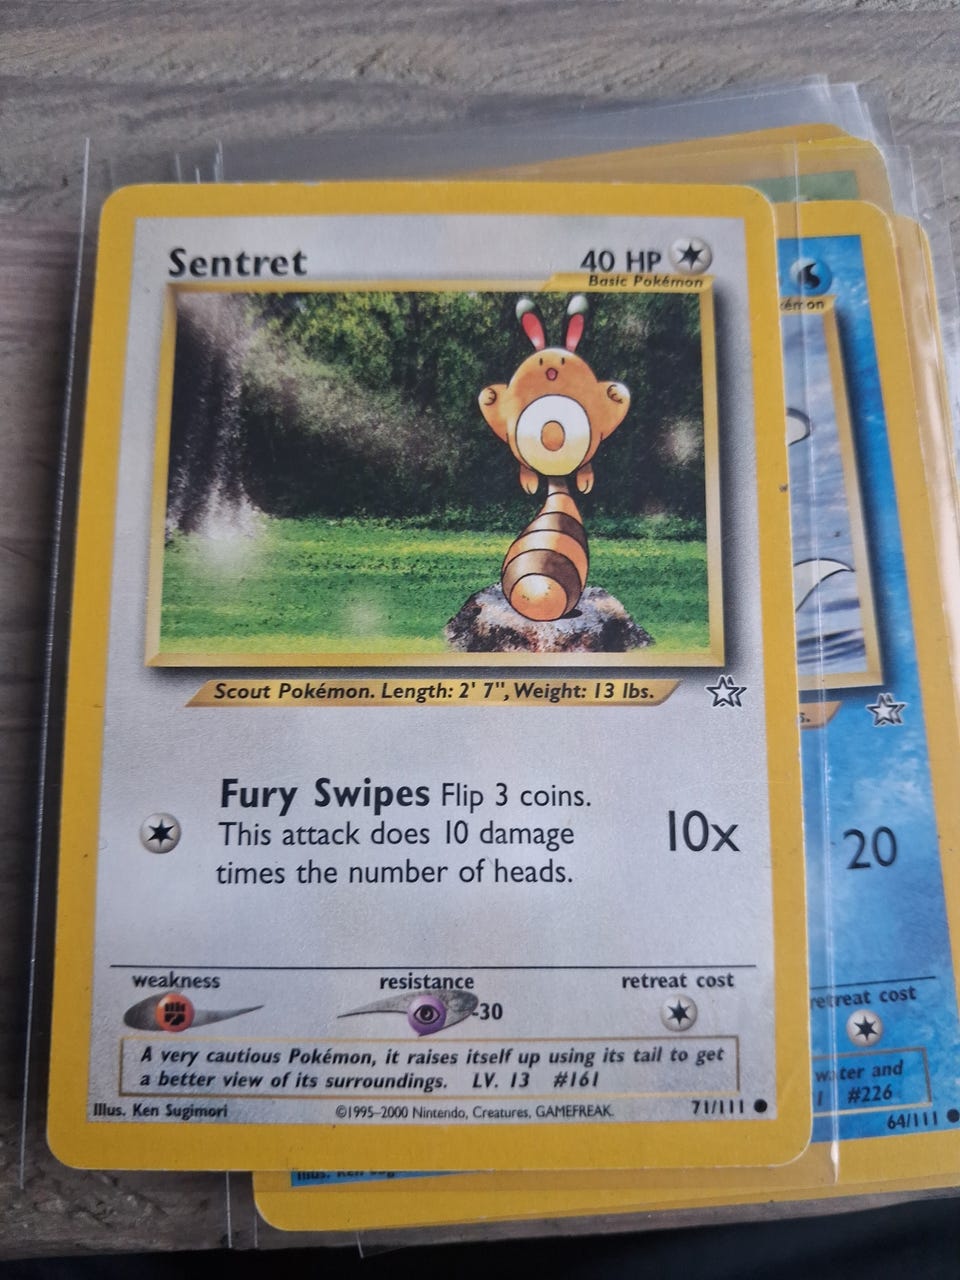 Sentret
40 HP
Basic Pokémon
Scout Pokémon. Length: 2' 7", Weight: 13 lbs.
Fury Swipes Flip 3 coins.
This attack does 10 damage
times the number of heads.
10x
weakness
resistance
retreat cost
-30
A very cautious Pokémon, it raises itself up using its tail to get
a better view of its surroundings. LV. 13 #161
Illus. Ken Sugimori
©1995-2000 Nintendo, Creatures, GAMEFREAK.
71/111
20
retreat cost
water and
#226
64/111